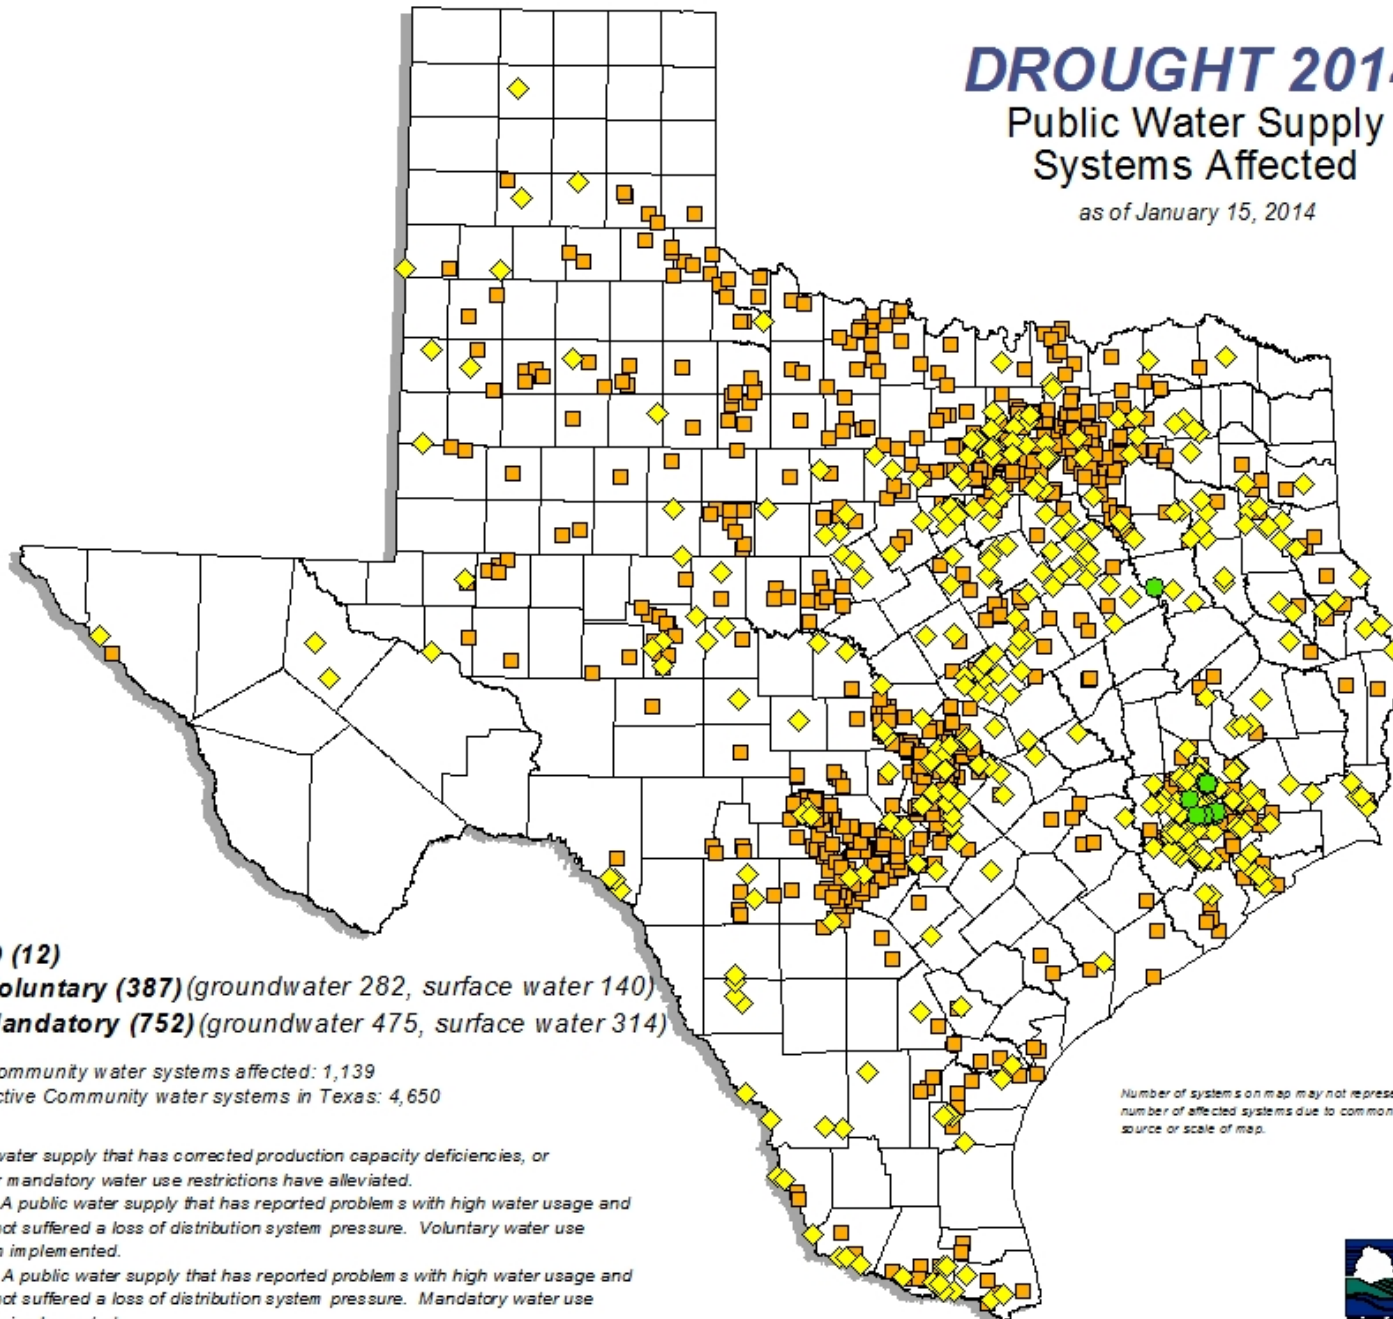 DROUGHT 201
Public Water Supply
Systems Affected
as of January 15, 2014
(12)
oluntary (387) (groundwater 282, surface water 140)
andatory (752) (groundwater 475, surface water 314)
ommunity water systems affected: 1,139
ctive Community water systems in Texas: 4,650
water supply that has corrected production capacity deficiencies, or
r mandatory water use restrictions have alleviated.
A public water supply that has reported problems with high water usage and
not suffered a loss of distribution system pressure. Voluntary water use
n implemented.
A public water supply that has reported problems with high water usage and
not suffered a loss of distribution system pressure. Mandatory water use
Number of systems on map may not represe
number of affected systems due to common
source or scale of map.